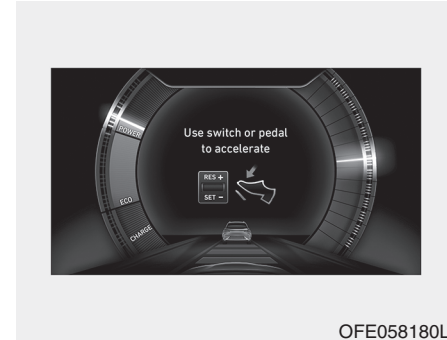 POWER
Use switch or pedal
to accelerate
RES +
SET −
ECO
CHARGE
OFE058180L